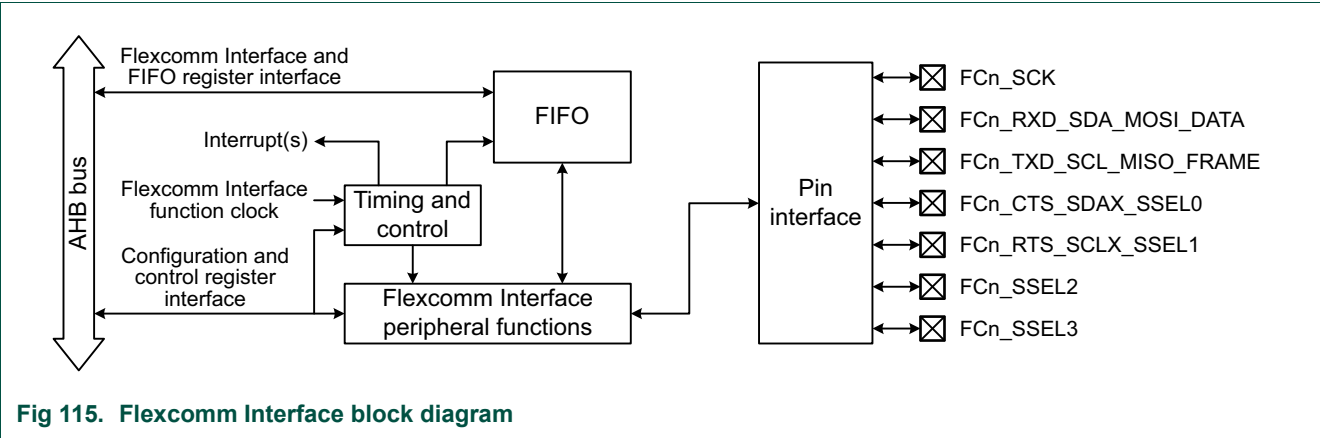 Flexcomm Interface and
FIFO register interface
FIFO
Interrupt(s)
Flexcomm Interface
function clock
Timing and
control
AHB bus
Configuration and
control register
interface
Flexcomm Interface
peripheral functions
Pin
interface
FCn_SCK
FCn_RXD_SDA_MOSI_DATA
FCn_TXD_SCL_MISO_FRAME
FCn_CTS_SDAX_SSEL0
FCn_RTS_SCLX_SSEL1
FCn_SSEL2
FCn_SSEL3
Fig 115. Flexcomm Interface block diagram